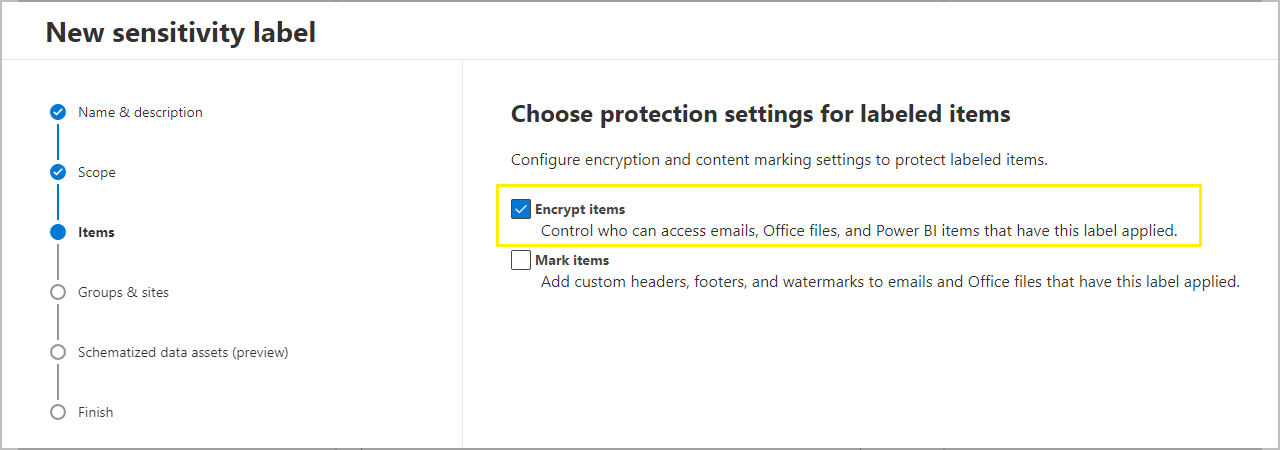 New sensitivity label
Name & description
Scope
Items
Groups & sites
Schematized data assets (preview)
Finish
Choose protection settings for labeled items
Configure encryption and content marking settings to protect labeled items.
Encrypt items
Control who can access emails, Office files, and Power BI items that have this label applied.
Mark items
Add custom headers, footers, and watermarks to emails and Office files that have this label applied.